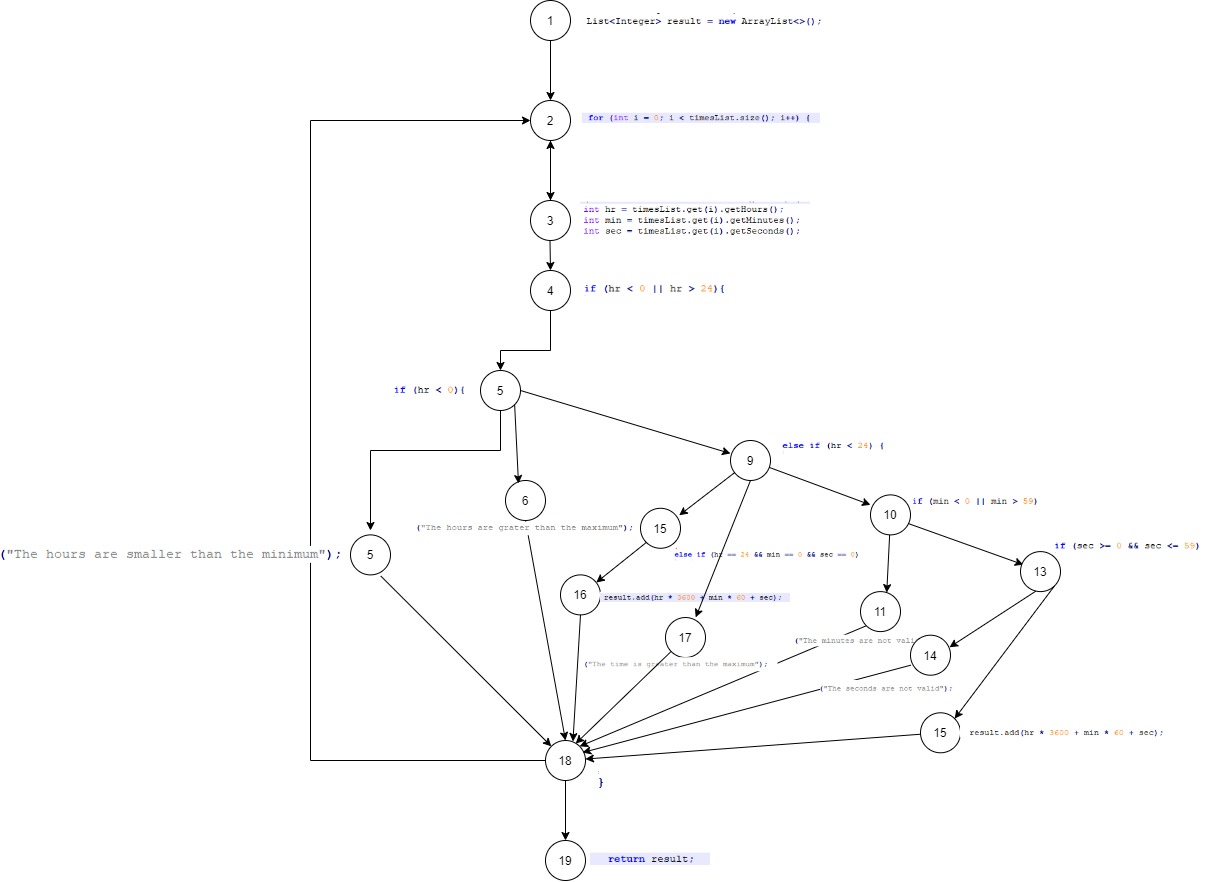 1
List<Integer> result = new ArrayList<>();
2
for (int i = 0; i < timesList.size(); i++) {
3
int hr = timesList.get(i).getHours();
int min = timesList.get(i).getMinutes();
int sec = timesList.get(i).getSeconds();
4
if (hr < 0 || hr > 24){
if (hr < 0){
5
else if (hr < 24) {
9
6
("The hours are grater than the maximum");
10
if (min < 0 || min > 59)
15
else if (hr == 24 && min == 0 && sec == 0)
("The hours are smaller than the minimum");
5
if (sec >= 0 && sec <= 59)
13
16
result.add(hr * 3600 + min * 60 + sec);
11
("The minutes are not vali
17
("The time is greater than the maximum");
14
("The seconds are not valid");
15
result.add(hr * 3600 + min * 60 + sec);
18
}
19
return result;